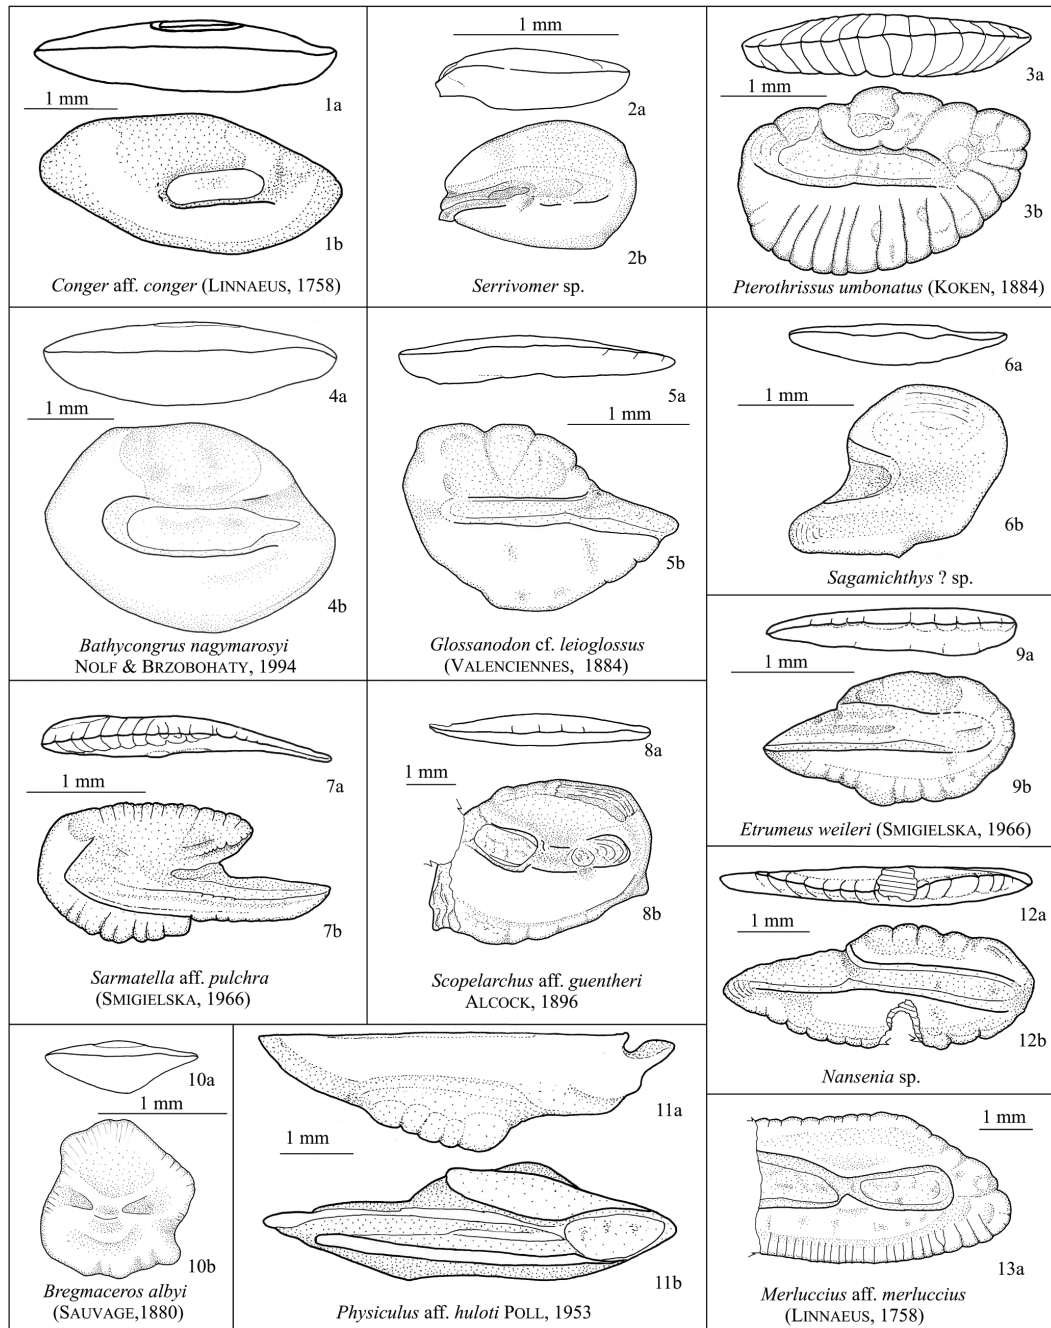 1 mm
1a
1b
Conger aff. conger (LINNAEUS, 1758)
1 mm
2a
2b
Serrivomer sp.
3a
1 mm
3b
Pterothrissus umbonatus (KOKEN, 1884)
4a
1 mm
4b
Bathycongrus nagymarosyi
NOLF & BRZOBOHATY, 1994
5a
1 mm
5b
Glossanodon cf. leioglossus
(VALENCIENNES, 1884)
6a
1 mm
6b
Sagamichthys ? sp.
7a
1 mm
7b
Sarmatella aff. pulchra
(SMIGIELSKA, 1966)
8a
1 mm
8b
Scopelarchus aff. guentheri
ALCOCK, 1896
9a
1 mm
9b
Etrumeus weileri (SMIGIELSKA, 1966)
12a
1 mm
12b
Nansenia sp.
10a
1 mm
10b
Bregmaceros albyi
(SAUVAGE,1880)
11a
1 mm
11b
Physiculus aff. huloti POLL, 1953
1 mm
13a
Merluccius aff. merluccius
(LINNAEUS, 1758)